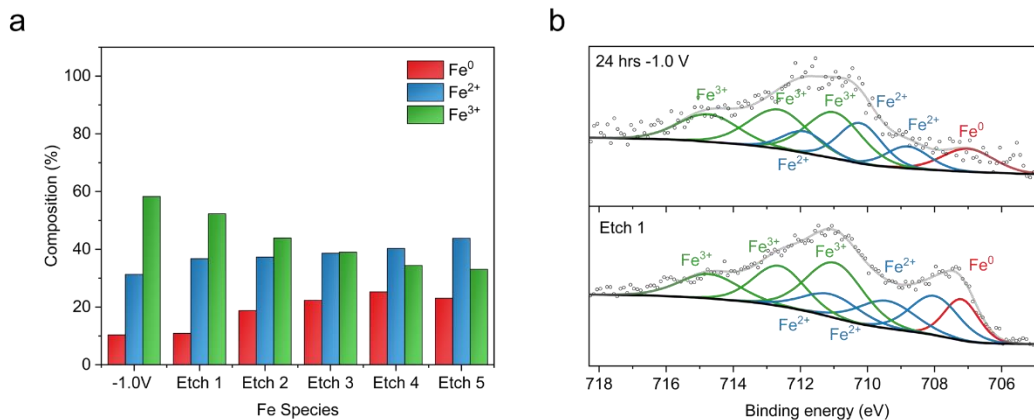 a
Composition (%)
100
80
60
40
20
0
Fe⁰
Fe²⁺
Fe³⁺
-1.0V Etch 1 Etch 2 Etch 3 Etch 4 Etch 5
Fe Species
b
24 hrs -1.0 V
Fe³⁺
Fe³⁺
Fe³⁺
Fe²⁺
Fe²⁺
Fe⁰
Fe²⁺
Etch 1
Fe³⁺
Fe³⁺
Fe³⁺
Fe²⁺
Fe⁰
Fe²⁺
Fe²⁺
718 716 714 712 710 708 706
Binding energy (eV)